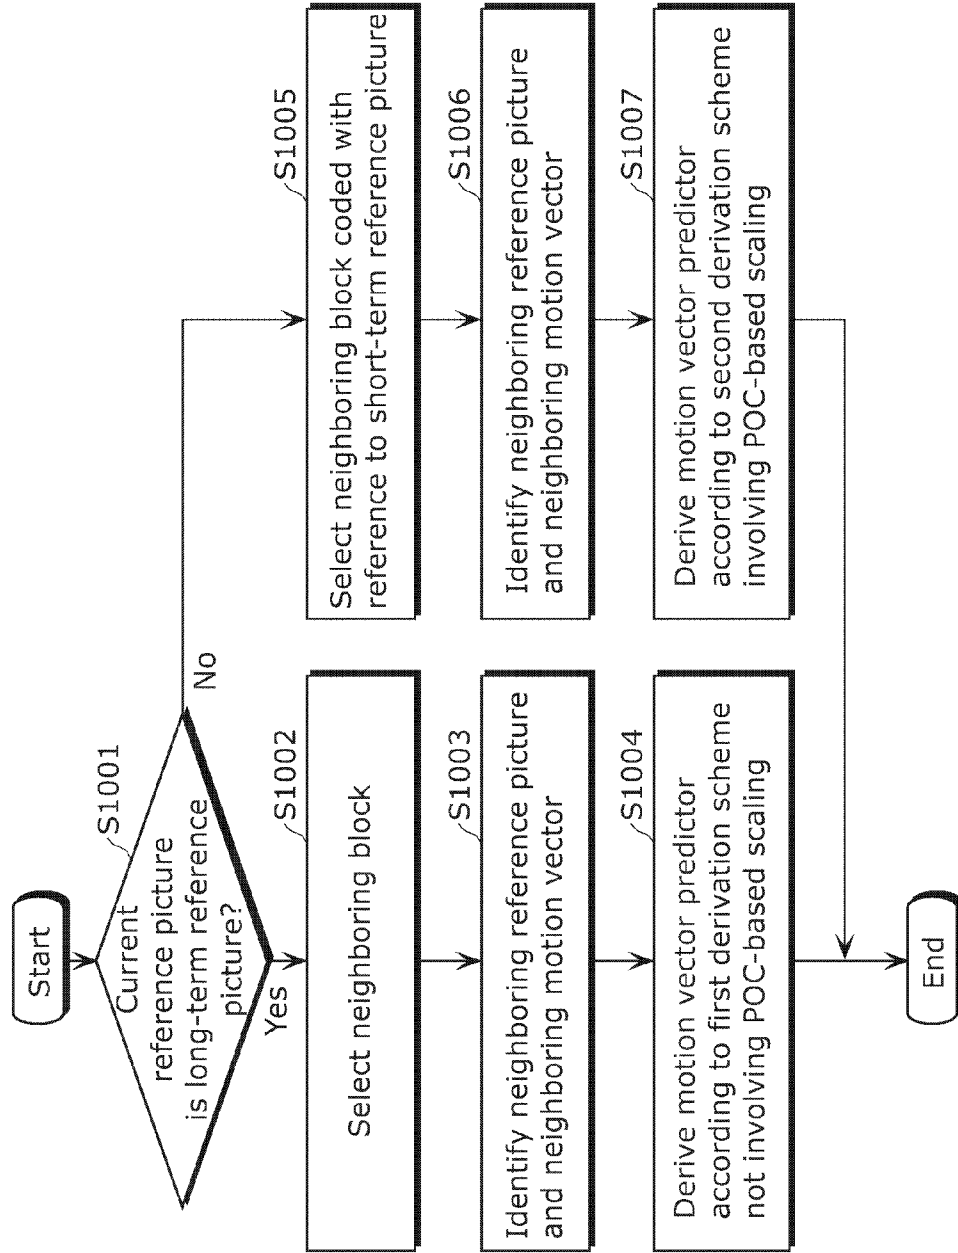 Start
S1001
Current
reference picture
is long-term reference
picture?
Yes
No
S1002
Select neighboring block
S1003
Identify neighboring reference picture
and neighboring motion vector
S1004
Derive motion vector predictor
according to first derivation scheme
not involving POC-based scaling
S1005
Select neighboring block coded with
reference to short-term reference picture
S1006
Identify neighboring reference picture
and neighboring motion vector
S1007
Derive motion vector predictor
according to second derivation scheme
involving POC-based scaling
End